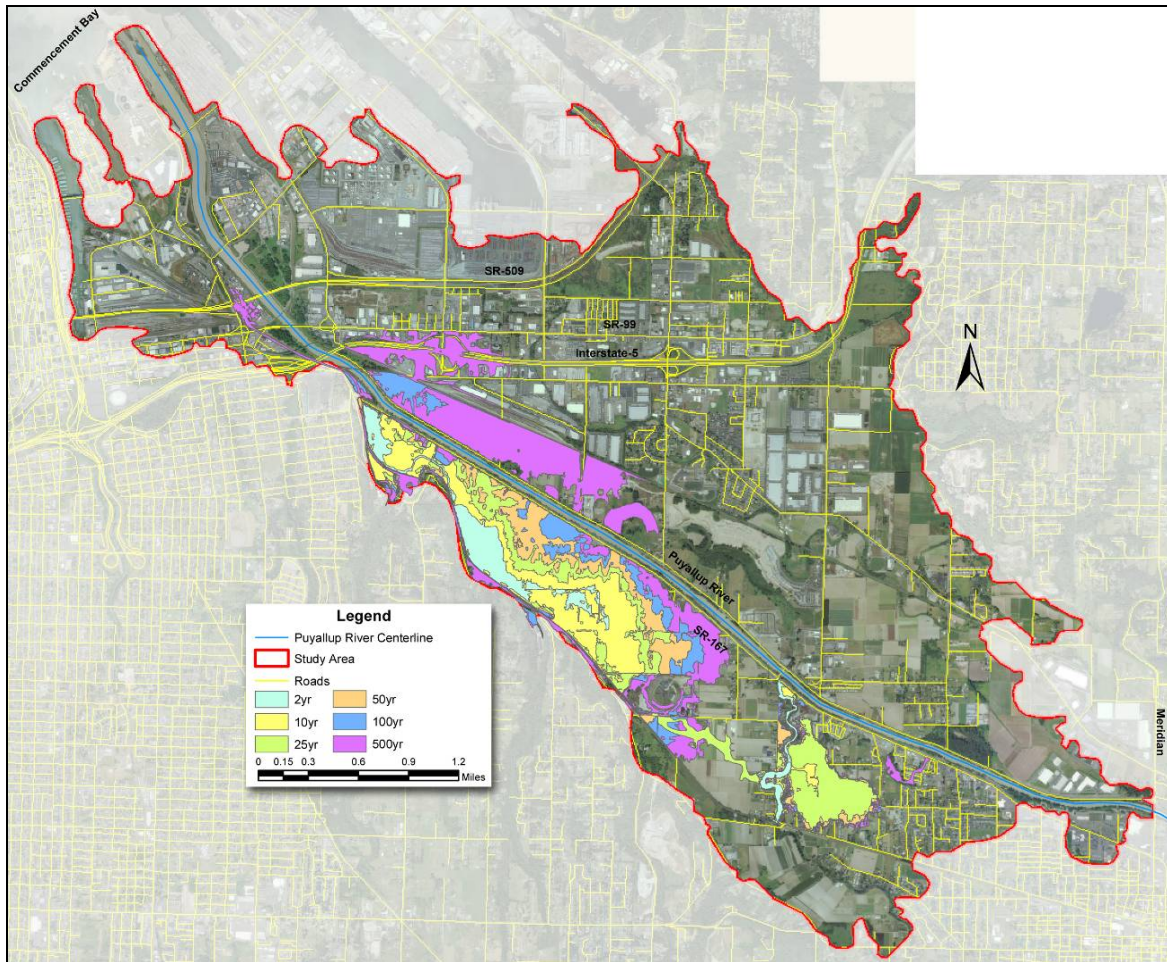 Commencement Bay
SR-509
SR-99
Interstate-5
N
Puyallup River
SR-167
Meridian
Legend
Puyallup River Centerline
Study Area
Roads
2yr
50yr
10yr
100yr
25yr
500yr
0 0.15 0.3 0.6 0.9 1.2
Miles